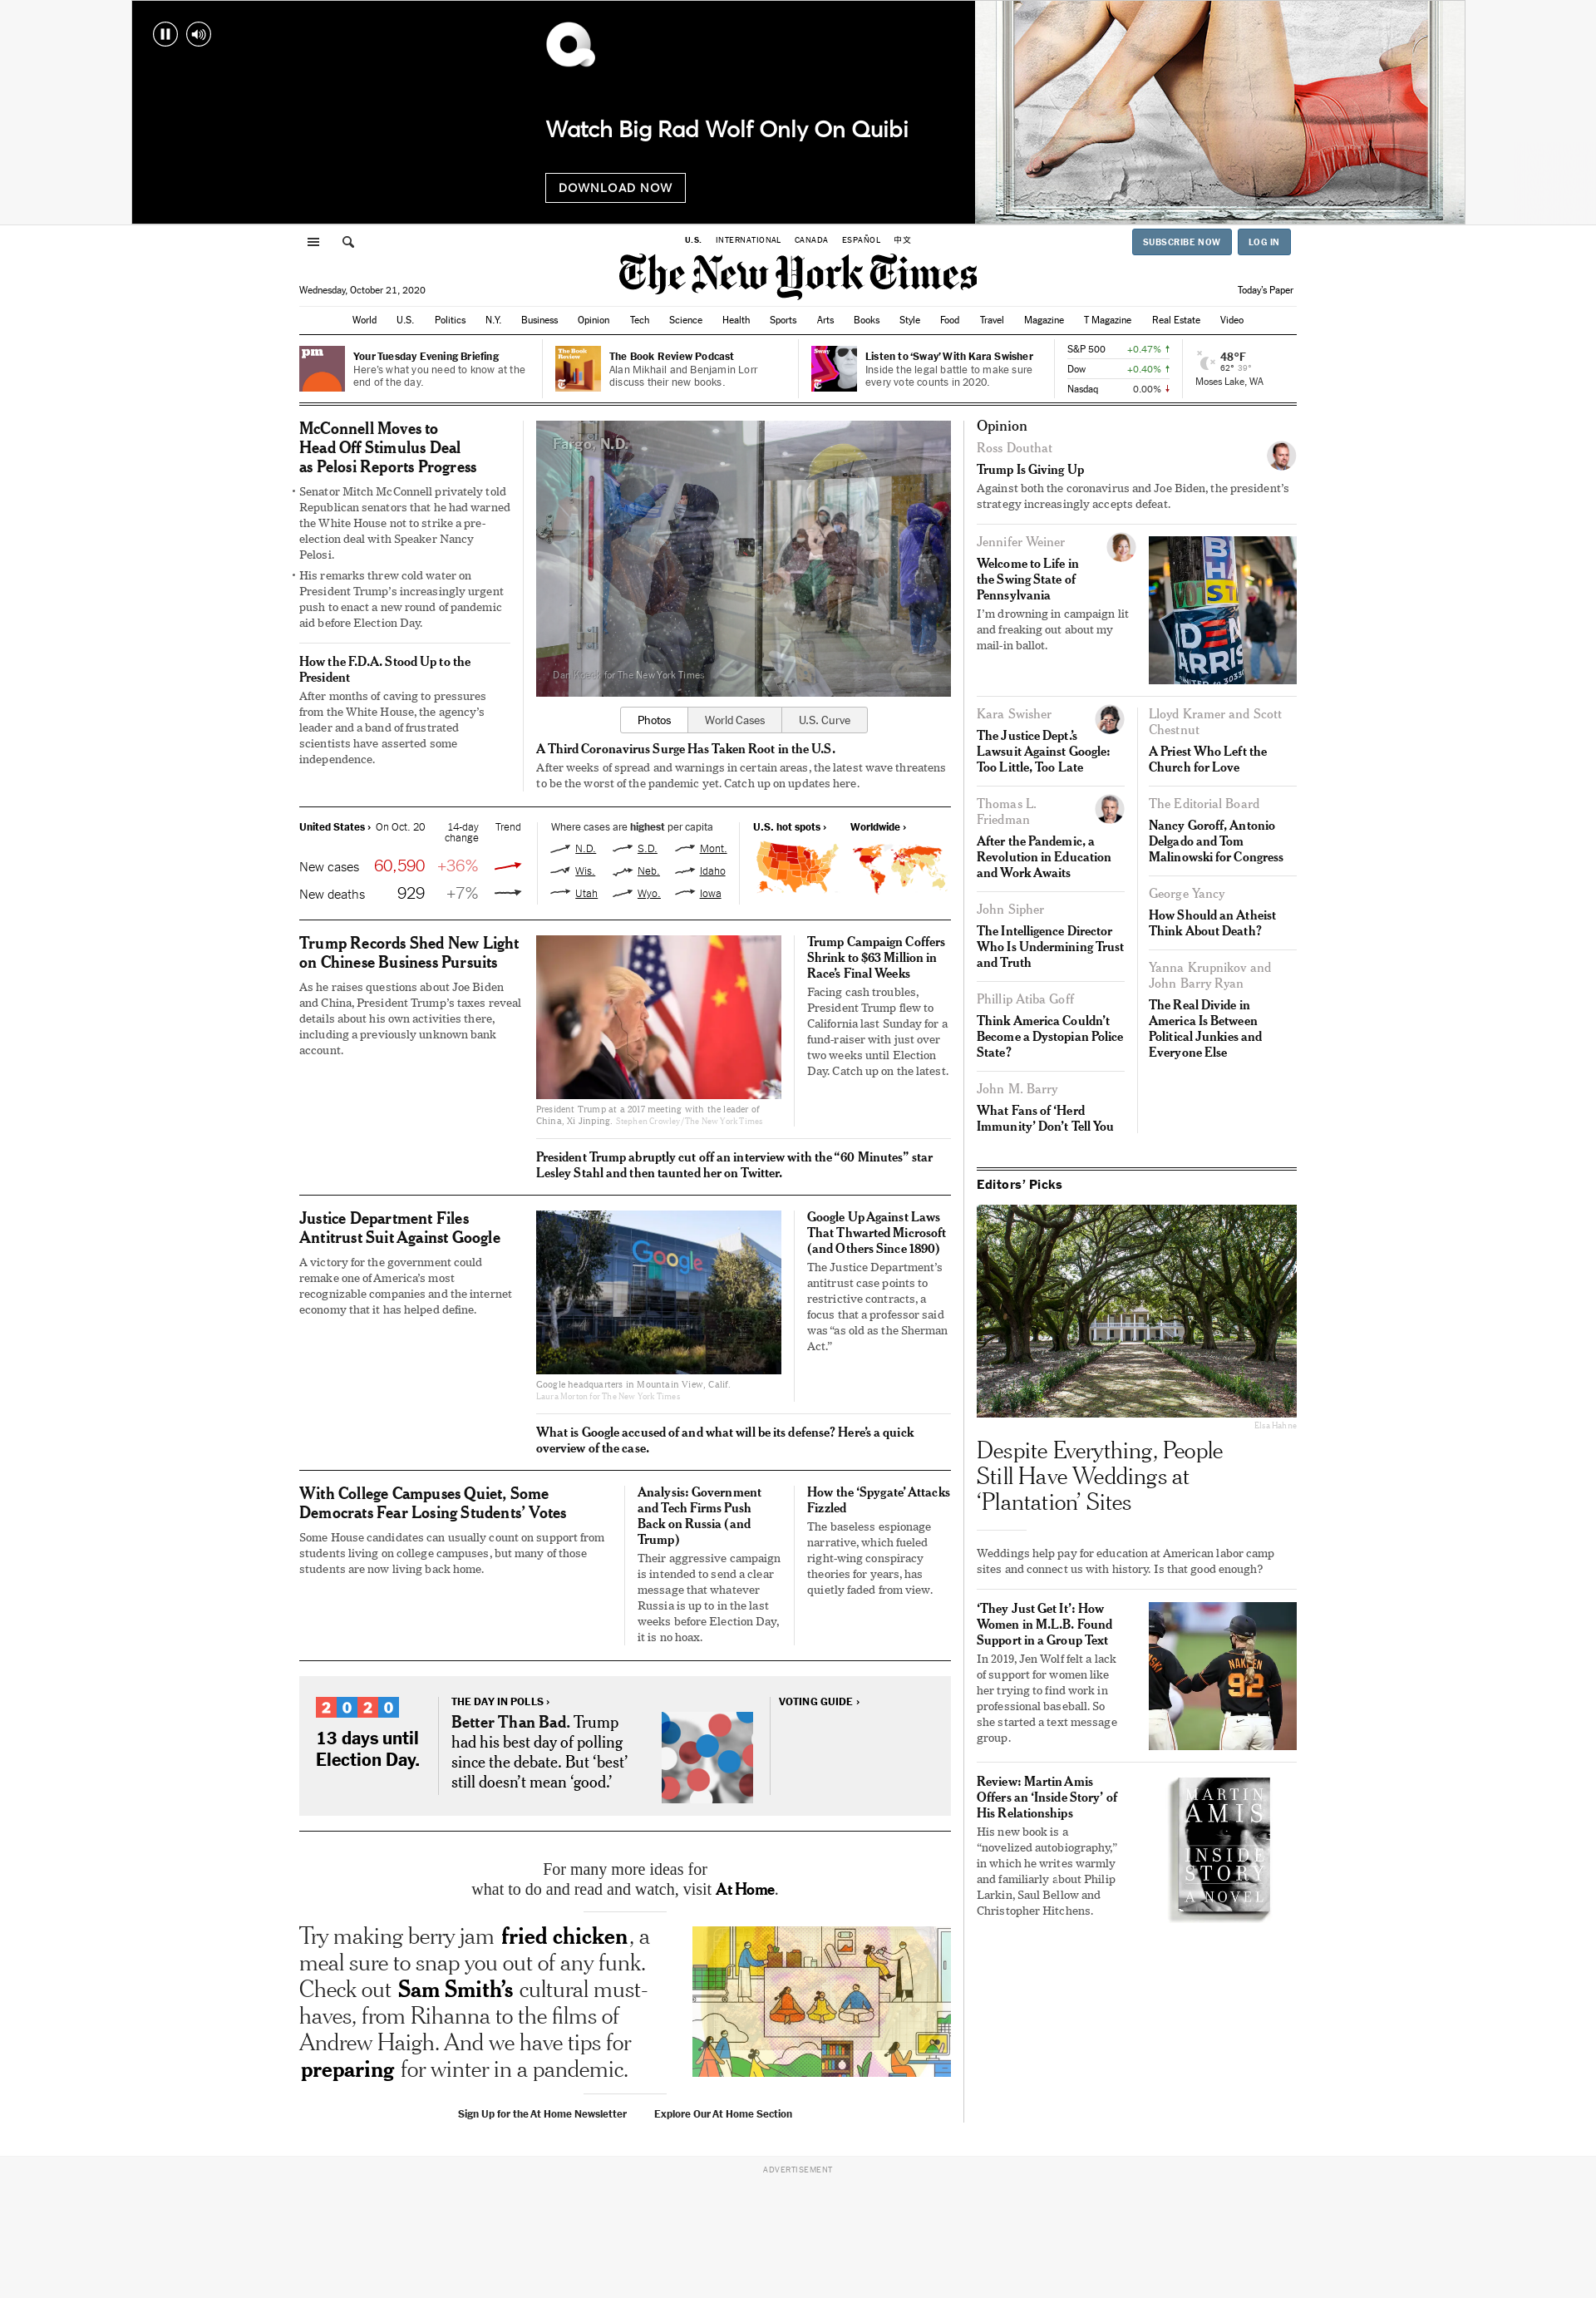 Watch Big Rad Wolf Only On Quibi
DOWNLOAD NOW
U.S. INTERNATIONAL CANADA ESPAÑOL 中文
SUBSCRIBE NOW LOG IN
The New York Times
Wednesday, October 21, 2020
Today's Paper
World U.S. Politics N.Y. Business Opinion Tech Science Health Sports Arts Books Style Food Travel Magazine T Magazine Real Estate Video
pm
Your Tuesday Evening Briefing
Here's what you need to know at the
end of the day.
The Book
Review
The Book Review Podcast
Alan Mikhail and Benjamin Lorr
discuss their new books.
Sway
Listen to 'Sway' With Kara Swisher
Inside the legal battle to make sure
every vote counts in 2020.
S&P 500 +0.47% ↑
Dow +0.40% ↑
Nasdaq 0.00% ↓
48°F
62° 39°
Moses Lake, WA
McConnell Moves to
Head Off Stimulus Deal
as Pelosi Reports Progress
• Senator Mitch McConnell privately told
Republican senators that he had warned
the White House not to strike a pre-
election deal with Speaker Nancy
Pelosi.
• His remarks threw cold water on
President Trump's increasingly urgent
push to enact a new round of pandemic
aid before Election Day.
How the F.D.A. Stood Up to the
President
After months of caving to pressures
from the White House, the agency's
leader and a band of frustrated
scientists have asserted some
independence.
Fargo, N.D.
Dan Koeck for The New York Times
Photos World Cases U.S. Curve
A Third Coronavirus Surge Has Taken Root in the U.S.
After weeks of spread and warnings in certain areas, the latest wave threatens
to be the worst of the pandemic yet. Catch up on updates here.
United States › On Oct. 20 14-day
change Trend
New cases 60,590 +36%
New deaths 929 +7%
Where cases are highest per capita
N.D. S.D. Mont.
Wis. Neb. Idaho
Utah Wyo. Iowa
U.S. hot spots › Worldwide ›
Trump Records Shed New Light
on Chinese Business Pursuits
As he raises questions about Joe Biden
and China, President Trump's taxes reveal
details about his own activities there,
including a previously unknown bank
account.
President Trump at a 2017 meeting with the leader of
China, Xi Jinping. Stephen Crowley/The New York Times
Trump Campaign Coffers
Shrink to $63 Million in
Race's Final Weeks
Facing cash troubles,
President Trump flew to
California last Sunday for a
fund-raiser with just over
two weeks until Election
Day. Catch up on the latest.
President Trump abruptly cut off an interview with the "60 Minutes" star
Lesley Stahl and then taunted her on Twitter.
Justice Department Files
Antitrust Suit Against Google
A victory for the government could
remake one of America's most
recognizable companies and the internet
economy that it has helped define.
Google
Google headquarters in Mountain View, Calif.
Laura Morton for The New York Times
Google Up Against Laws
That Thwarted Microsoft
(and Others Since 1890)
The Justice Department's
antitrust case points to
restrictive contracts, a
focus that a professor said
was "as old as the Sherman
Act."
What is Google accused of and what will be its defense? Here's a quick
overview of the case.
With College Campuses Quiet, Some
Democrats Fear Losing Students' Votes
Some House candidates can usually count on support from
students living on college campuses, but many of those
students are now living back home.
Analysis: Government
and Tech Firms Push
Back on Russia (and
Trump)
Their aggressive campaign
is intended to send a clear
message that whatever
Russia is up to in the last
weeks before Election Day,
it is no hoax.
How the 'Spygate' Attacks
Fizzled
The baseless espionage
narrative, which fueled
right-wing conspiracy
theories for years, has
quietly faded from view.
2020
13 days until
Election Day.
THE DAY IN POLLS ›
Better Than Bad. Trump
had his best day of polling
since the debate. But 'best'
still doesn't mean 'good.'
VOTING GUIDE ›
For many more ideas for
what to do and read and watch, visit At Home.
Try making berry jam fried chicken, a
meal sure to snap you out of any funk.
Check out Sam Smith's cultural must-
haves, from Rihanna to the films of
Andrew Haigh. And we have tips for
preparing for winter in a pandemic.
Sign Up for the At Home Newsletter Explore Our At Home Section
Opinion
Ross Douthat
Trump Is Giving Up
Against both the coronavirus and Joe Biden, the president's
strategy increasingly accepts defeat.
Jennifer Weiner
Welcome to Life in
the Swing State of
Pennsylvania
I'm drowning in campaign lit
and freaking out about my
mail-in ballot.
Kara Swisher
The Justice Dept.'s
Lawsuit Against Google:
Too Little, Too Late
Thomas L.
Friedman
After the Pandemic, a
Revolution in Education
and Work Awaits
John Sipher
The Intelligence Director
Who Is Undermining Trust
and Truth
Phillip Atiba Goff
Think America Couldn't
Become a Dystopian Police
State?
John M. Barry
What Fans of 'Herd
Immunity' Don't Tell You
Lloyd Kramer and Scott
Chestnut
A Priest Who Left the
Church for Love
The Editorial Board
Nancy Goroff, Antonio
Delgado and Tom
Malinowski for Congress
George Yancy
How Should an Atheist
Think About Death?
Yanna Krupnikov and
John Barry Ryan
The Real Divide in
America Is Between
Political Junkies and
Everyone Else
Editors' Picks
Elsa Hahne
Despite Everything, People
Still Have Weddings at
'Plantation' Sites
Weddings help pay for education at American labor camp
sites and connect us with history. Is that good enough?
'They Just Get It': How
Women in M.L.B. Found
Support in a Group Text
In 2019, Jen Wolf felt a lack
of support for women like
her trying to find work in
professional baseball. So
she started a text message
group.
NAKKEN
92
Review: Martin Amis
Offers an 'Inside Story' of
His Relationships
His new book is a
"novelized autobiography,"
in which he writes warmly
and familiarly about Philip
Larkin, Saul Bellow and
Christopher Hitchens.
MARTIN
AMIS
INSIDE
STORY
A NOVEL
ADVERTISEMENT